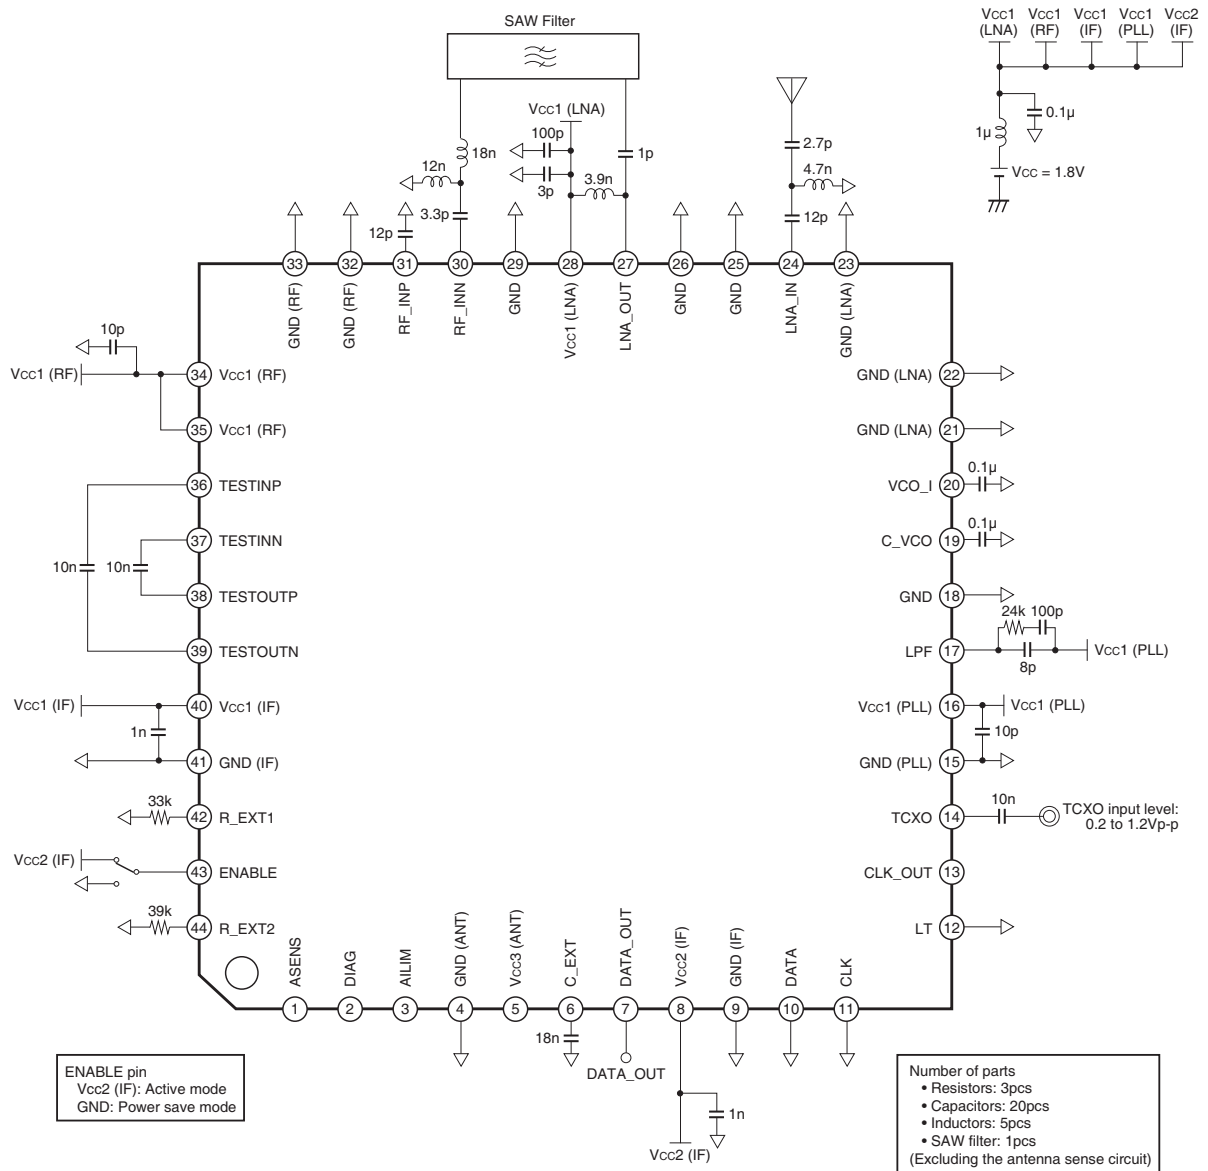 SAW Filter
Vcc1 (LNA)
Vcc1 (RF)
Vcc1 (IF)
Vcc1 (PLL)
Vcc2 (IF)
0.1μ
1μ
Vcc = 1.8V
Vcc1 (LNA)
100p
3p
1p
3.9n
18n
12n
3.3p
12p
2.7p
4.7n
12p
33
32
31
30
29
28
27
26
25
24
23
GND (RF)
GND (RF)
RF_INP
RF_INN
GND
Vcc1 (LNA)
LNA_OUT
GND
GND
LNA_IN
GND (LNA)
10p
Vcc1 (RF)
34 Vcc1 (RF)
35 Vcc1 (RF)
36 TESTINP
37 TESTINN
10n
10n
38 TESTOUTP
39 TESTOUTN
Vcc1 (IF)
40 Vcc1 (IF)
1n
41 GND (IF)
33k
42 R_EXT1
Vcc2 (IF)
43 ENABLE
39k
44 R_EXT2
GND (LNA) 22
GND (LNA) 21
0.1μ
VCO_I 20
0.1μ
C_VCO 19
GND 18
24k
100p
LPF 17
8p
Vcc1 (PLL)
Vcc1 (PLL) 16
Vcc1 (PLL)
10p
GND (PLL) 15
10n
TCXO 14
TCXO input level:
0.2 to 1.2Vp-p
CLK_OUT 13
LT 12
ASENS
DIAG
AILIM
GND (ANT)
Vcc3 (ANT)
C_EXT
DATA_OUT
Vcc2 (IF)
GND (IF)
DATA
CLK
1
2
3
4
5
6
7
8
9
10
11
18n
DATA_OUT
1n
Vcc2 (IF)
ENABLE pin
Vcc2 (IF): Active mode
GND: Power save mode
Number of parts
• Resistors: 3pcs
• Capacitors: 20pcs
• Inductors: 5pcs
• SAW filter: 1pcs
(Excluding the antenna sense circuit)